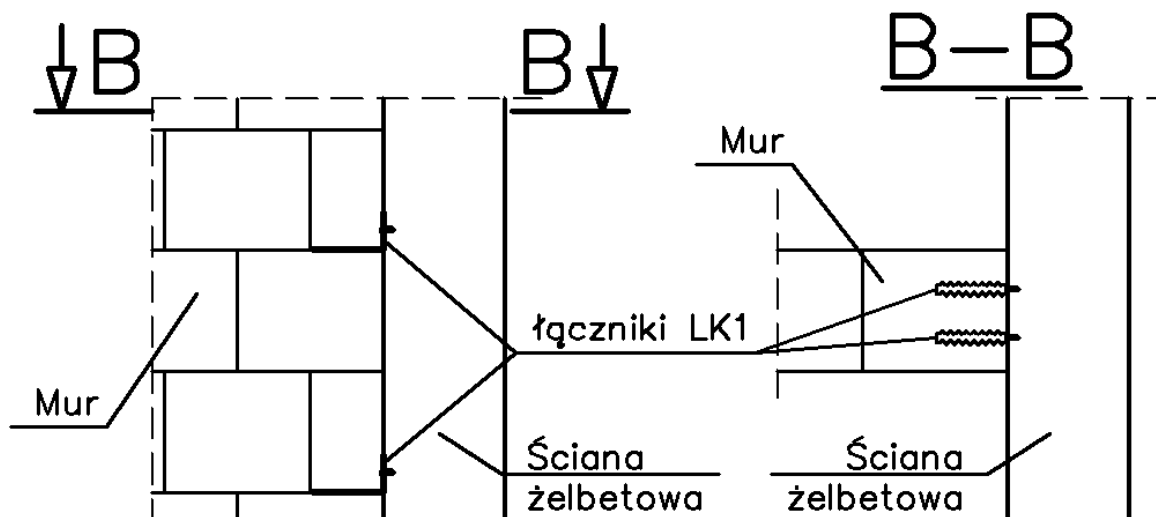 B
B
B–B
Mur
łączniki LK1
Mur
Ściana
żelbetowa
Ściana
żelbetowa